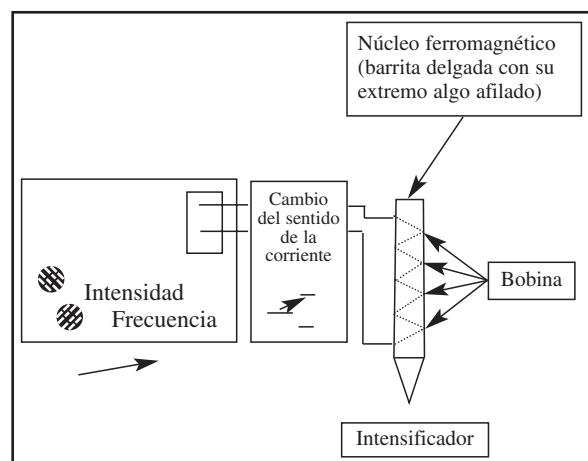 Núcleo ferromagnético
(barrita delgada con su
extremo algo afilado)
Cambio
del sentido
de la
corriente
Intensidad
Frecuencia
Bobina
Intensificador